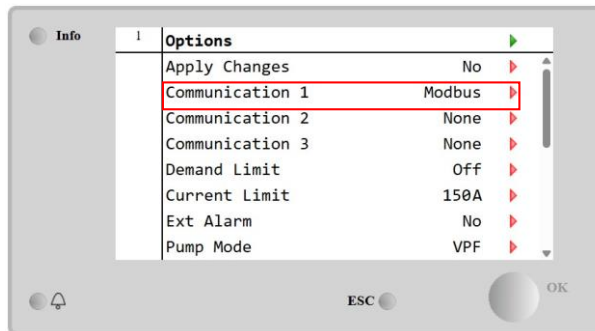 Info
1 Options
Apply Changes No
Communication 1 Modbus
Communication 2 None
Communication 3 None
Demand Limit Off
Current Limit 150A
Ext Alarm No
Pump Mode VPF
ESC OK